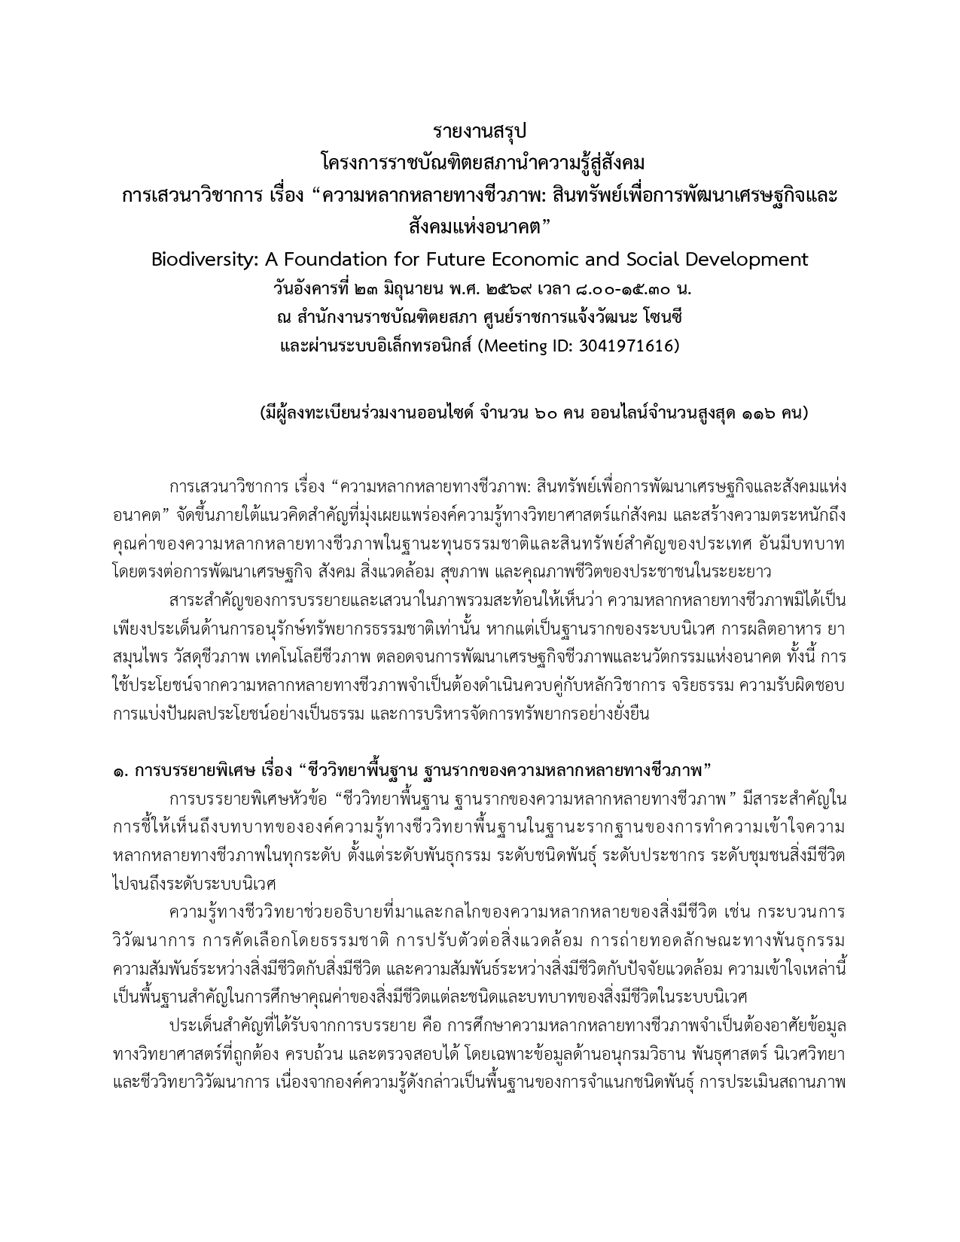 รายงานสรุป
โครงการราชบัณฑิตยสภานำความรู้สู่สังคม
การเสวนาวิชาการ เรื่อง “ความหลากหลายทางชีวภาพ: สินทรัพย์เพื่อการพัฒนาเศรษฐกิจและ
สังคมแห่งอนาคต”
Biodiversity: A Foundation for Future Economic and Social Development
วันอังคารที่ ๒๓ มิถุนายน พ.ศ. ๒๕๖๙ เวลา ๘.๐๐-๑๕.๓๐ น.
ณ สำนักงานราชบัณฑิตยสภา ศูนย์ราชการแจ้งวัฒนะ โซนซี
และผ่านระบบอิเล็กทรอนิกส์ (Meeting ID: 3041971616)
(มีผู้ลงทะเบียนร่วมงานออนไซด์ จำนวน ๖๐ คน ออนไลน์จำนวนสูงสุด ๑๑๖ คน)
การเสวนาวิชาการ เรื่อง “ความหลากหลายทางชีวภาพ: สินทรัพย์เพื่อการพัฒนาเศรษฐกิจและสังคมแห่ง
อนาคต” จัดขึ้นภายใต้แนวคิดสำคัญที่มุ่งเผยแพร่องค์ความรู้ทางวิทยาศาสตร์แก่สังคม และสร้างความตระหนักถึง
คุณค่าของความหลากหลายทางชีวภาพในฐานะทุนธรรมชาติและสินทรัพย์สำคัญของประเทศ อันมีบทบาท
โดยตรงต่อการพัฒนาเศรษฐกิจ สังคม สิ่งแวดล้อม สุขภาพ และคุณภาพชีวิตของประชาชนในระยะยาว
สาระสำคัญของการบรรยายและเสวนาในภาพรวมสะท้อนให้เห็นว่า ความหลากหลายทางชีวภาพมิได้เป็น
เพียงประเด็นด้านการอนุรักษ์ทรัพยากรธรรมชาติเท่านั้น หากแต่เป็นฐานรากของระบบนิเวศ การผลิตอาหาร ยา
สมุนไพร วัสดุชีวภาพ เทคโนโลยีชีวภาพ ตลอดจนการพัฒนาเศรษฐกิจชีวภาพและนวัตกรรมแห่งอนาคต ทั้งนี้ การ
ใช้ประโยชน์จากความหลากหลายทางชีวภาพจำเป็นต้องดำเนินควบคู่กับหลักวิชาการ จริยธรรม ความรับผิดชอบ
การแบ่งปันผลประโยชน์อย่างเป็นธรรม และการบริหารจัดการทรัพยากรอย่างยั่งยืน
๑. การบรรยายพิเศษ เรื่อง “ชีววิทยาพื้นฐาน ฐานรากของความหลากหลายทางชีวภาพ”
การบรรยายพิเศษหัวข้อ “ชีววิทยาพื้นฐาน ฐานรากของความหลากหลายทางชีวภาพ” มีสาระสำคัญใน
การชี้ให้เห็นถึงบทบาทขององค์ความรู้ทางชีววิทยาพื้นฐานในฐานะรากฐานของการทำความเข้าใจความ
หลากหลายทางชีวภาพในทุกระดับ ตั้งแต่ระดับพันธุกรรม ระดับชนิดพันธุ์ ระดับประชากร ระดับชุมชนสิ่งมีชีวิต
ไปจนถึงระดับระบบนิเวศ
ความรู้ทางชีววิทยาช่วยอธิบายที่มาและกลไกของความหลากหลายของสิ่งมีชีวิต เช่น กระบวนการ
วิวัฒนาการ การคัดเลือกโดยธรรมชาติ การปรับตัวต่อสิ่งแวดล้อม การถ่ายทอดลักษณะทางพันธุกรรม
ความสัมพันธ์ระหว่างสิ่งมีชีวิตกับสิ่งมีชีวิต และความสัมพันธ์ระหว่างสิ่งมีชีวิตกับปัจจัยแวดล้อม ความเข้าใจเหล่านี้
เป็นพื้นฐานสำคัญในการศึกษาคุณค่าของสิ่งมีชีวิตแต่ละชนิดและบทบาทของสิ่งมีชีวิตในระบบนิเวศ
ประเด็นสำคัญที่ได้รับจากการบรรยาย คือ การศึกษาความหลากหลายทางชีวภาพจำเป็นต้องอาศัยข้อมูล
ทางวิทยาศาสตร์ที่ถูกต้อง ครบถ้วน และตรวจสอบได้ โดยเฉพาะข้อมูลด้านอนุกรมวิธาน พันธุศาสตร์ นิเวศวิทยา
และชีววิทยาวิวัฒนาการ เนื่องจากองค์ความรู้ดังกล่าวเป็นพื้นฐานของการจำแนกชนิดพันธุ์ การประเมินสถานภาพ